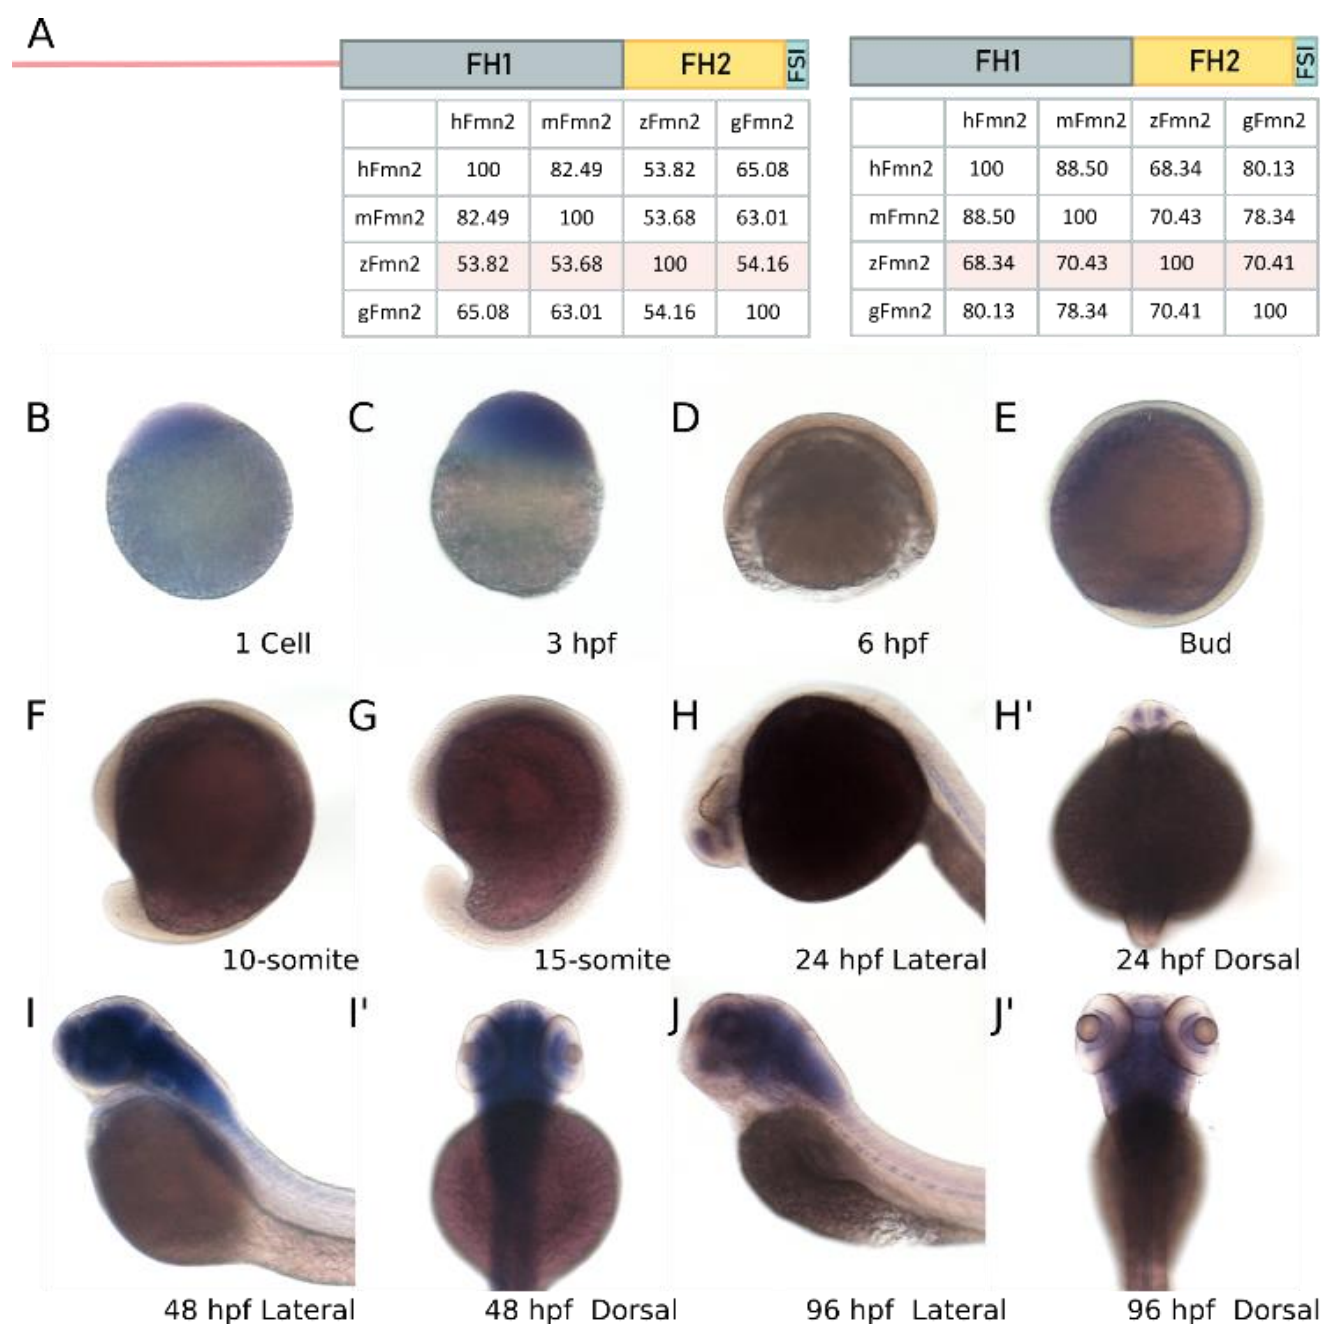 A
FH1 FH2 FSI
FH1 FH2 FSI
hFmn2 mFmn2 zFmn2 gFmn2
hFmn2 100 82.49 53.82 65.08
mFmn2 82.49 100 53.68 63.01
zFmn2 53.82 53.68 100 54.16
gFmn2 65.08 63.01 54.16 100
hFmn2 mFmn2 zFmn2 gFmn2
hFmn2 100 88.50 68.34 80.13
mFmn2 88.50 100 70.43 78.34
zFmn2 68.34 70.43 100 70.41
gFmn2 80.13 78.34 70.41 100
B C D E
1 Cell 3 hpf 6 hpf Bud
F G H H'
10-somite 15-somite 24 hpf Lateral 24 hpf Dorsal
I I' J J'
48 hpf Lateral 48 hpf Dorsal 96 hpf Lateral 96 hpf Dorsal